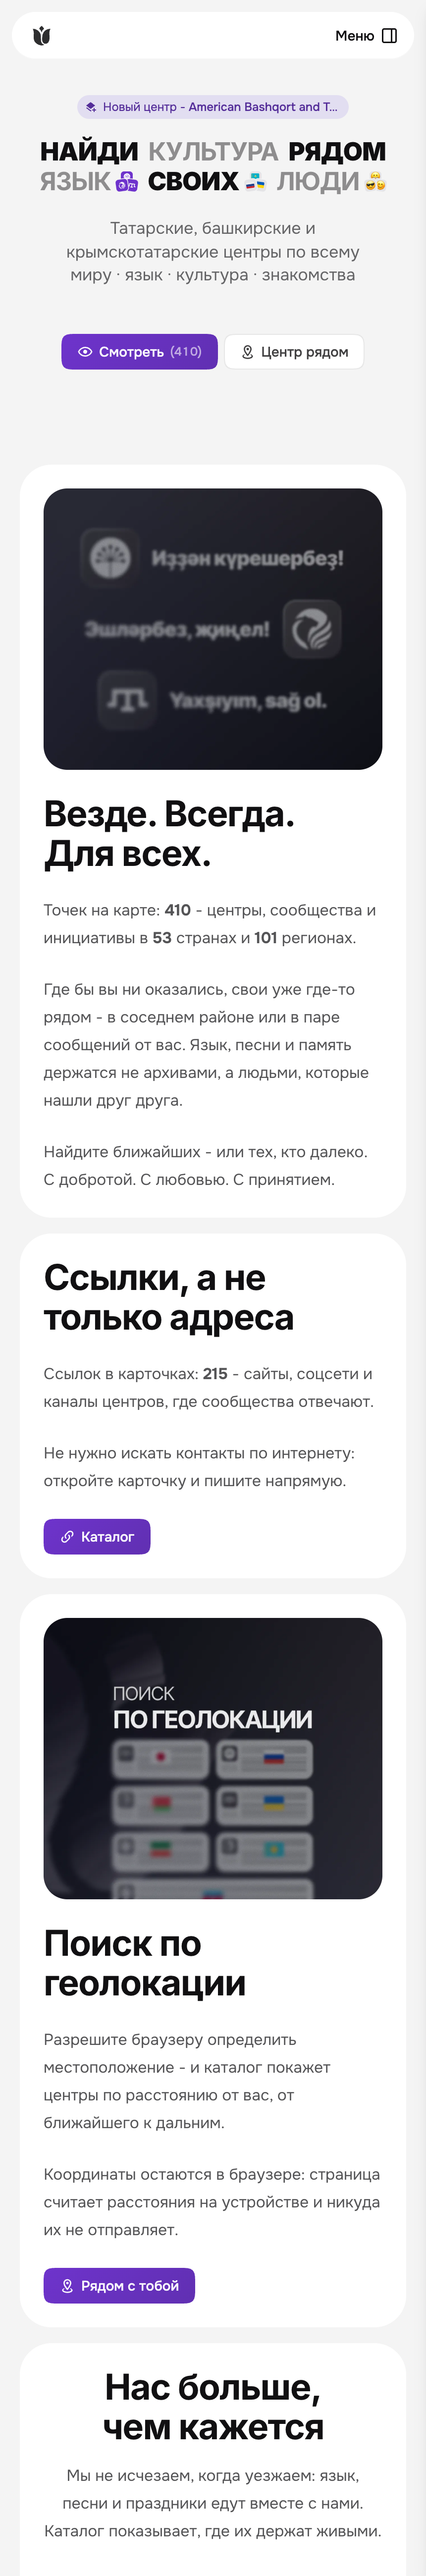 Меню
Новый центр - American Bashqort and T...
НАЙДИ КУЛЬТУРА РЯДОМ
ЯЗЫК СВОИХ ЛЮДИ
Татарские, башкирские и
крымскотатарские центры по всему
миру · язык · культура · знакомства
Смотреть (410)
Центр рядом
Иҙҙән күрешербеҙ!
Эшләрбез, җиңел!
Yaxşıyım, sağ ol.
Везде. Всегда.
Для всех.
Точек на карте: 410 - центры, сообщества и
инициативы в 53 странах и 101 регионах.
Где бы вы ни оказались, свои уже где-то
рядом - в соседнем районе или в паре
сообщений от вас. Язык, песни и память
держатся не архивами, а людьми, которые
нашли друг друга.
Найдите ближайших - или тех, кто далеко.
С добротой. С любовью. С принятием.
Ссылки, а не
только адреса
Ссылок в карточках: 215 - сайты, соцсети и
каналы центров, где сообщества отвечают.
Не нужно искать контакты по интернету:
откройте карточку и пишите напрямую.
Каталог
ПОИСК
ПО ГЕОЛОКАЦИИ
Поиск по
геолокации
Разрешите браузеру определить
местоположение - и каталог покажет
центры по расстоянию от вас, от
ближайшего к дальним.
Координаты остаются в браузере: страница
считает расстояния на устройстве и никуда
их не отправляет.
Рядом с тобой
Нас больше,
чем кажется
Мы не исчезаем, когда уезжаем: язык,
песни и праздники едут вместе с нами.
Каталог показывает, где их держат живыми.